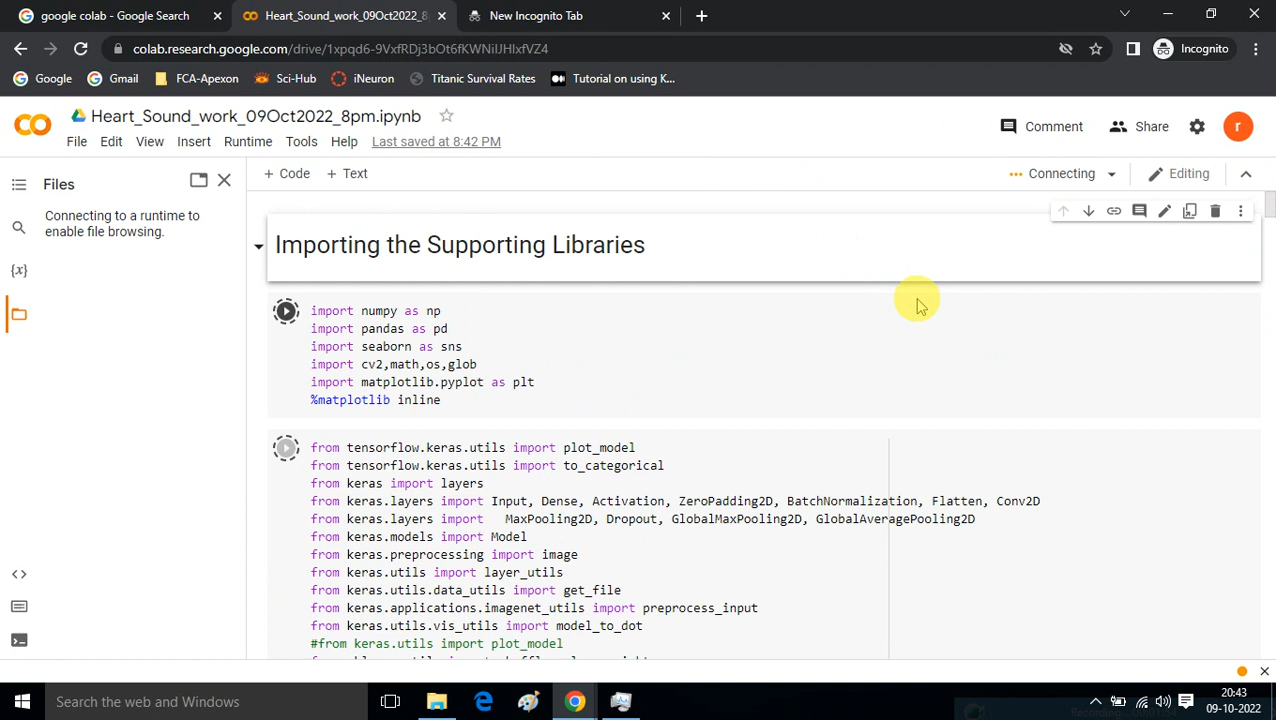 google colab - Google Search
Heart_Sound_work_09Oct2022_8
New Incognito Tab
colab.research.google.com/drive/1xpqd6-9VxfRDj3bOt6fKWNiIJHIxfVZ4
Incognito
Google
Gmail
FCA-Apexon
Sci-Hub
iNeuron
Titanic Survival Rates
Tutorial on using K...
Heart_Sound_work_09Oct2022_8pm.ipynb
Comment
Share
r
File Edit View Insert Runtime Tools Help Last saved at 8:42 PM
Files
+ Code + Text
Connecting
Editing
Connecting to a runtime to
enable file browsing.
{x}
Importing the Supporting Libraries
import numpy as np
import pandas as pd
import seaborn as sns
import cv2,math,os,glob
import matplotlib.pyplot as plt
%matplotlib inline
from tensorflow.keras.utils import plot_model
from tensorflow.keras.utils import to_categorical
from keras import layers
from keras.layers import Input, Dense, Activation, ZeroPadding2D, BatchNormalization, Flatten, Conv2D
from keras.layers import MaxPooling2D, Dropout, GlobalMaxPooling2D, GlobalAveragePooling2D
from keras.models import Model
from keras.preprocessing import image
from keras.utils import layer_utils
from keras.utils.data_utils import get_file
from keras.applications.imagenet_utils import preprocess_input
from keras.utils.vis_utils import model_to_dot
#from keras.utils import plot_model
Search the web and Windows
20:43
09-10-2022